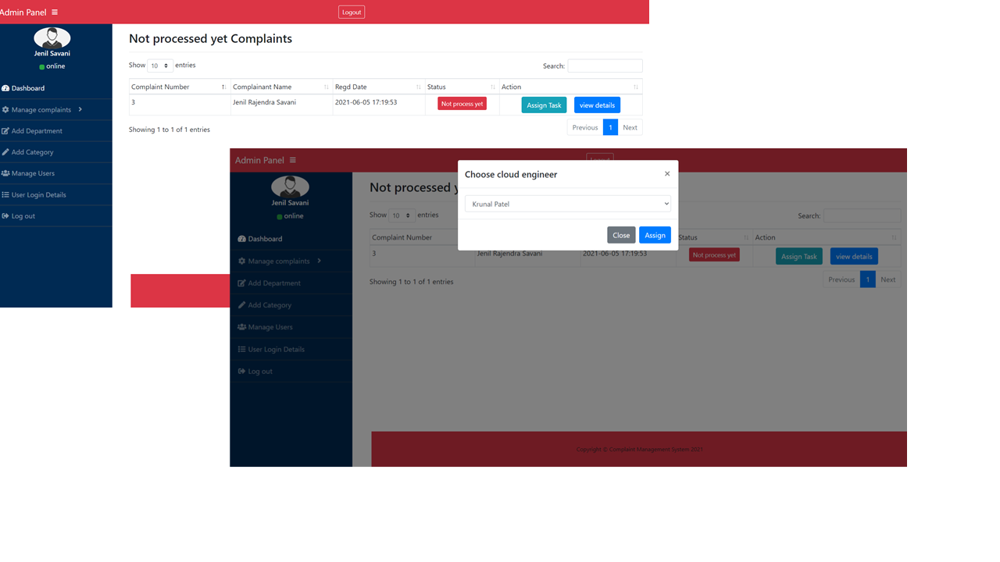 Admin Panel
Logout
Jenil Savani
online
Dashboard
Manage complaints
Add Department
Add Category
Manage Users
User Login Details
Log out
Not processed yet Complaints
Show 10 entries
Search:
Complaint Number Complainant Name Regd Date Status Action
3 Jenil Rajendra Savani 2021-06-05 17:19:53 Not process yet Assign Task view details
Showing 1 to 1 of 1 entries
Previous 1 Next
Admin Panel
Jenil Savani
online
Dashboard
Manage complaints
Add Department
Add Category
Manage Users
User Login Details
Log out
Choose cloud engineer ×
Krunal Patel
Close Assign
Not processed
Show 10 entries
Search:
Complaint Number Status Action
3 Jenil Rajendra Savani 2021-06-05 17:19:53 Not process yet Assign Task view details
Showing 1 to 1 of 1 entries
Previous 1 Next
Copyright © Complaint Management System 2021